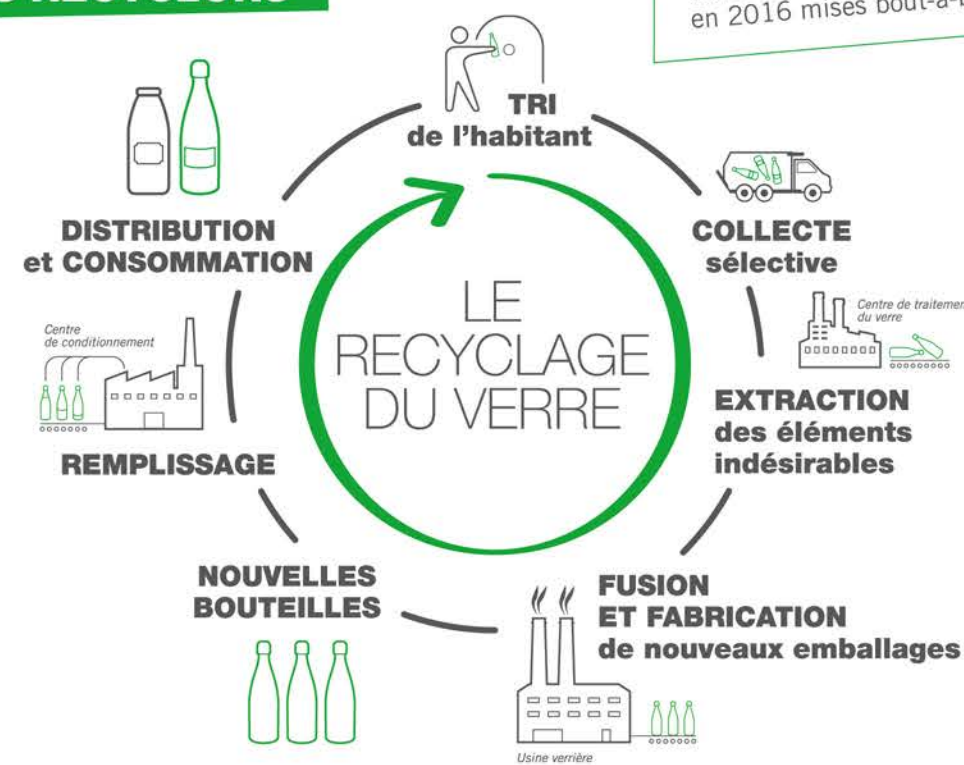 RECYCLEURS
en 2016 mises bout-à-b
TRI
de l'habitant
COLLECTE
sélective
Centre de traitement
du verre
EXTRACTION
des éléments
indésirables
FUSION
ET FABRICATION
de nouveaux emballages
Usine verrière
NOUVELLES
BOUTEILLES
REMPLISSAGE
Centre
de conditionnement
DISTRIBUTION
et CONSOMMATION
LE
RECYCLAGE
DU VERRE